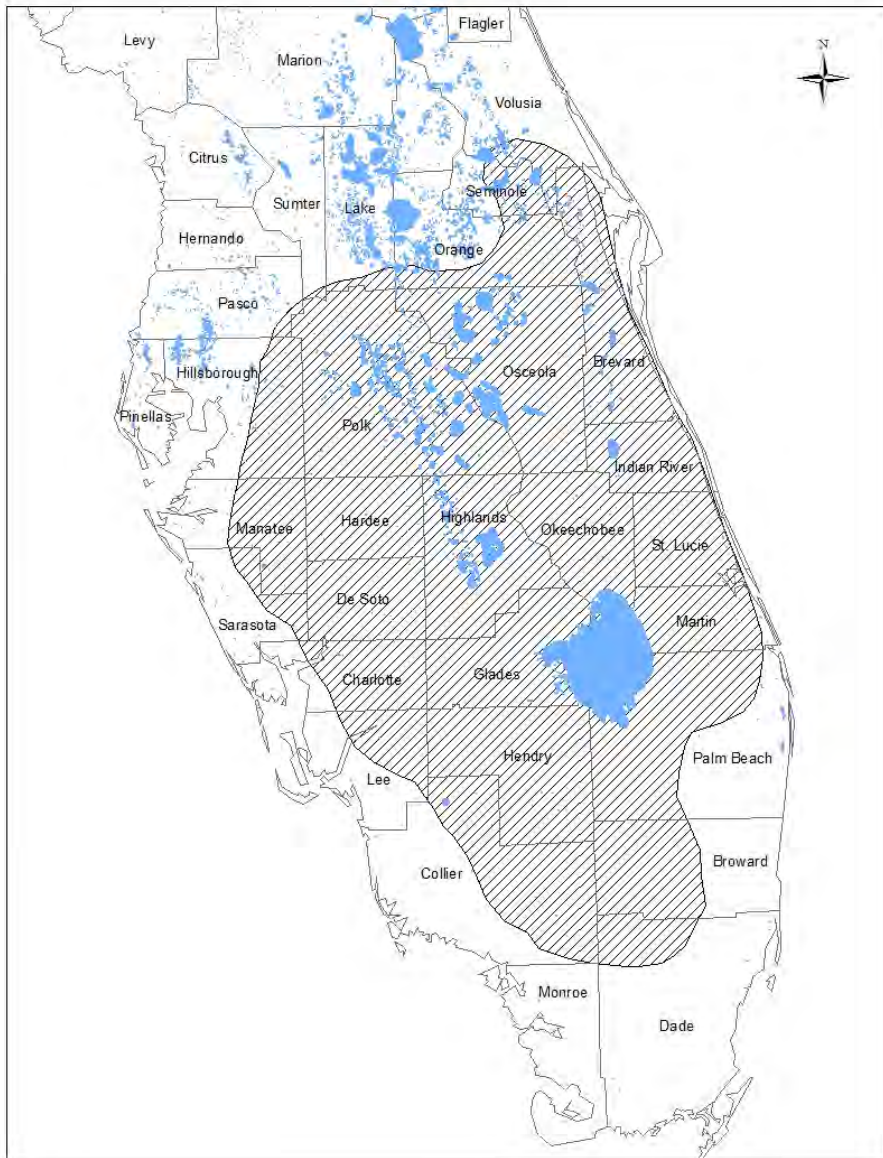 Flagler
Levy
N
Marion
Volusia
Citrus
Seminole
Sumter
Lake
Hernando
Orange
Pasco
Brevard
Hillsborough
Osceola
Pinellas
Polk
Indian River
Highlands
Manatee
Hardee
Okeechobee
St. Lucie
De Soto
Sarasota
Martin
Charlotte
Glades
Hendry
Palm Beach
Lee
Broward
Collier
Monroe
Dade